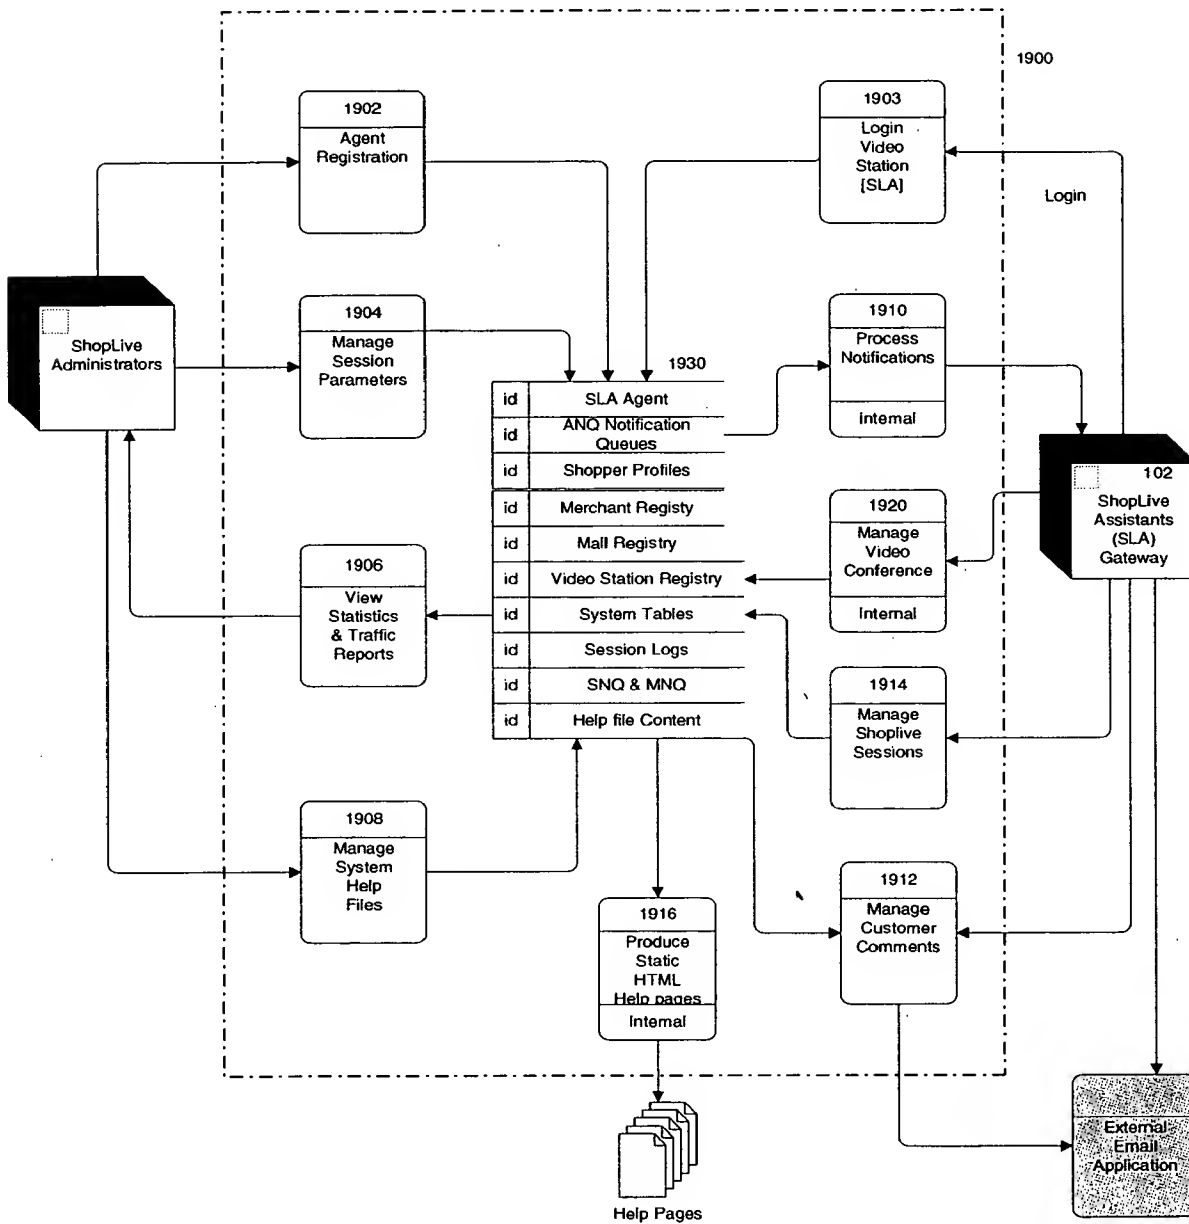 1900
1902
Agent
Registration
1903
Login
Video
Station
[SLA]
Login
ShopLive
Administrators
1904
Manage
Session
Parameters
1910
Process
Notifications
Internal
1930
id SLA Agent
id ANQ Notification
Queues
id Shopper Profiles
id Merchant Registy
id Mall Registry
id Video Station Registry
id System Tables
id Session Logs
id SNQ & MNQ
id Help file Content
102
ShopLive
Assistants
(SLA)
Gateway
1920
Manage
Video
Conference
Internal
1906
View
Statistics
& Traffic
Reports
1914
Manage
Shoplive
Sessions
1908
Manage
System
Help
Files
1912
Manage
Customer
Comments
1916
Produce
Static
HTML
Help pages
Internal
External
Email
Application
Help Pages